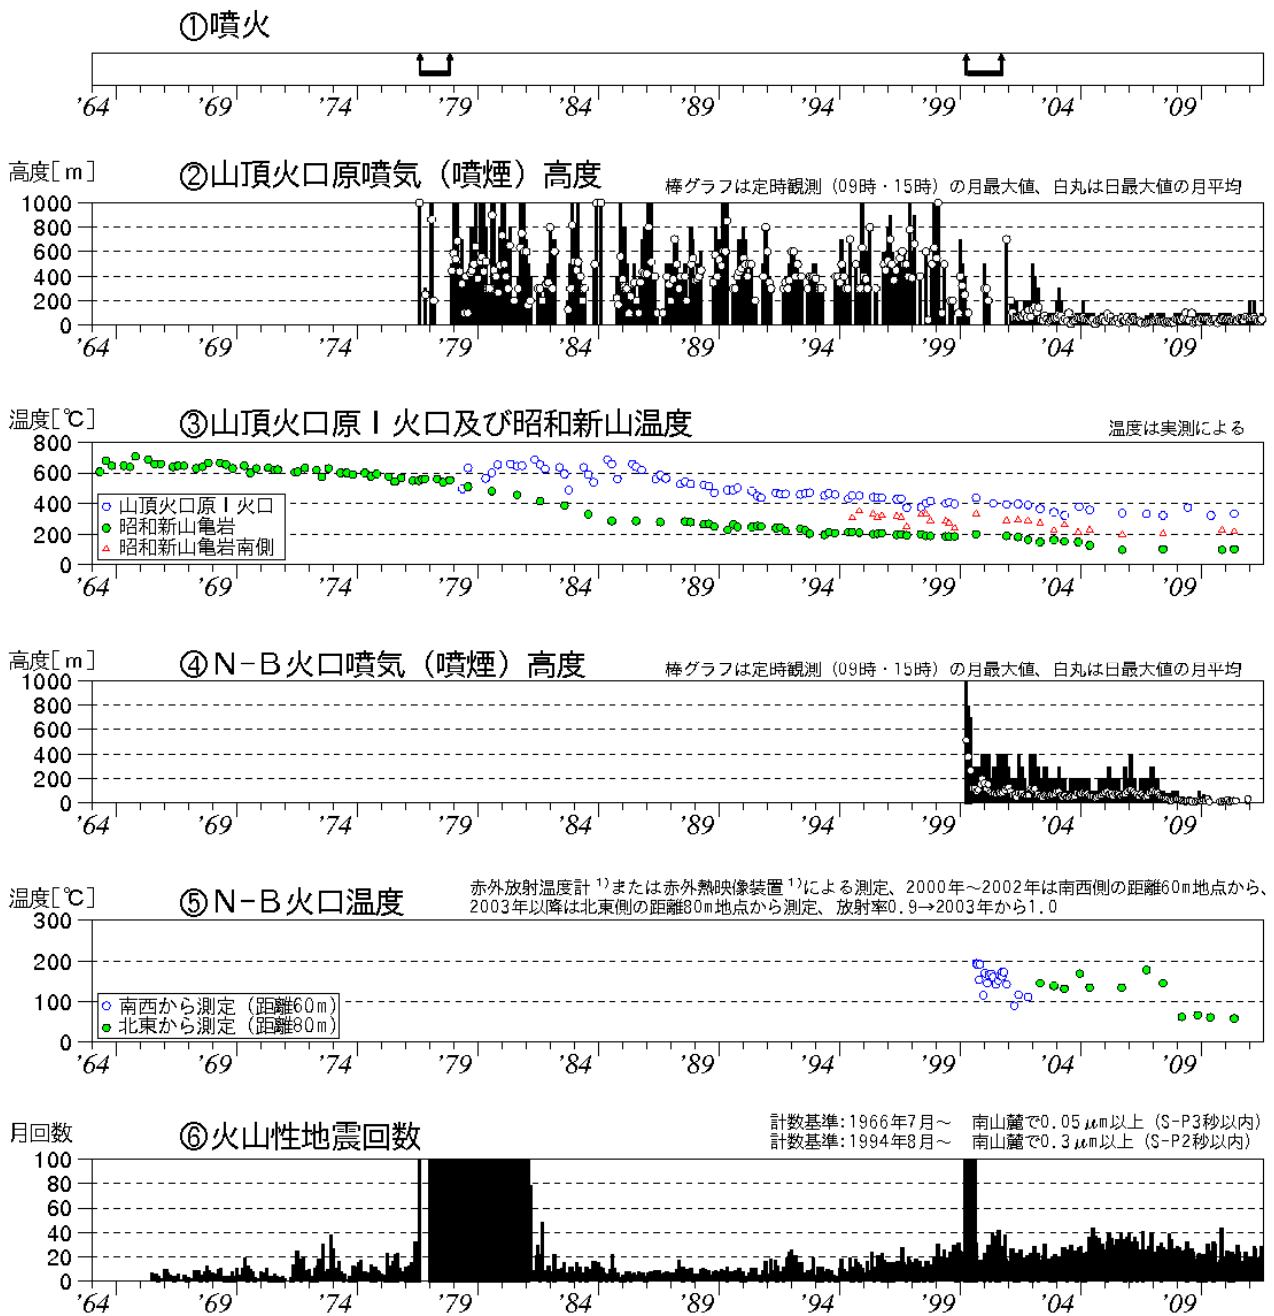 ①噴火
'64 '69 '74 '79 '84 '89 '94 '99 '04 '09
高度[m] ②山頂火口原噴気（噴煙）高度 棒グラフは定時観測（09時・15時）の月最大値、白丸は日最大値の月平均
1000
800
600
400
200
0
'64 '69 '74 '79 '84 '89 '94 '99 '04 '09
温度[℃] ③山頂火口原Ｉ火口及び昭和新山温度 温度は実測による
800
600
400
200
0
山頂火口原Ｉ火口
昭和新山亀岩
昭和新山亀岩南側
'64 '69 '74 '79 '84 '89 '94 '99 '04 '09
高度[m] ④N-B火口噴気（噴煙）高度 棒グラフは定時観測（09時・15時）の月最大値、白丸は日最大値の月平均
1000
800
600
400
200
0
'64 '69 '74 '79 '84 '89 '94 '99 '04 '09
温度[℃] ⑤N-B火口温度 赤外放射温度計1)または赤外熱映像装置1)による測定、2000年～2002年は南西側の距離60m地点から、
2003年以降は北東側の距離80m地点から測定、放射率0.9→2003年から1.0
300
200
100
0
南西から測定（距離60m）
北東から測定（距離80m）
'64 '69 '74 '79 '84 '89 '94 '99 '04 '09
月回数 ⑥火山性地震回数 計数基準:1966年7月～ 南山麓で0.05μm以上（S-P3秒以内）
計数基準:1994年8月～ 南山麓で0.3μm以上（S-P2秒以内）
100
80
60
40
20
0
'64 '69 '74 '79 '84 '89 '94 '99 '04 '09